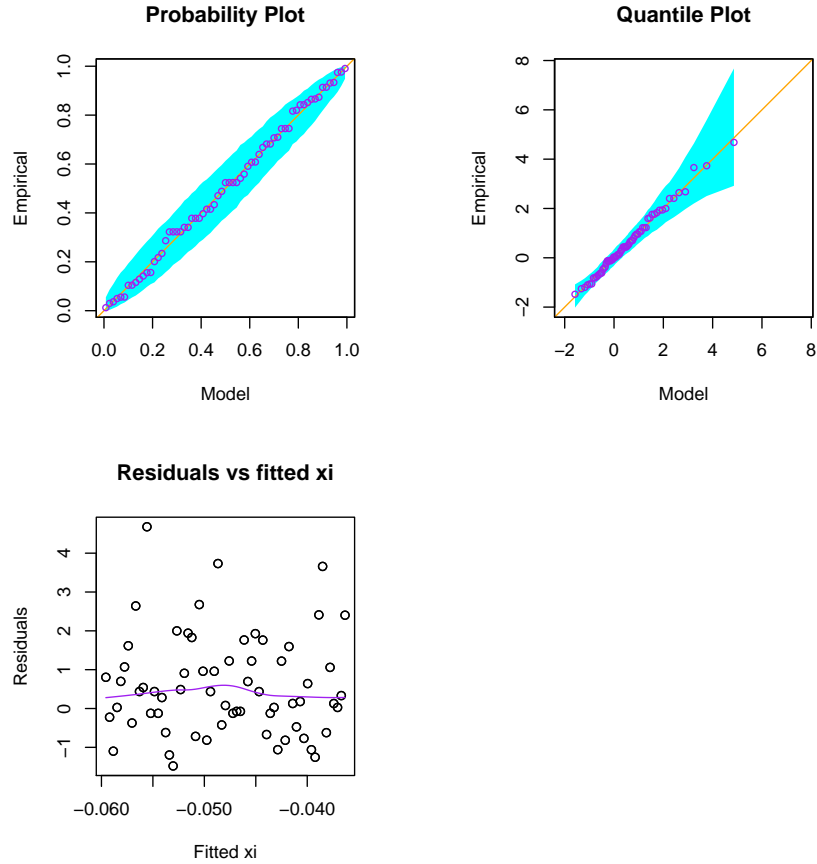 Probability Plot
Empirical
1.0
0.8
0.6
0.4
0.2
0.0
0.0 0.2 0.4 0.6 0.8 1.0
Model
Quantile Plot
Empirical
8
6
4
2
0
−2
−2 0 2 4 6 8
Model
Residuals vs fitted xi
Residuals
4
3
2
1
0
−1
−0.060 −0.050 −0.040
Fitted xi